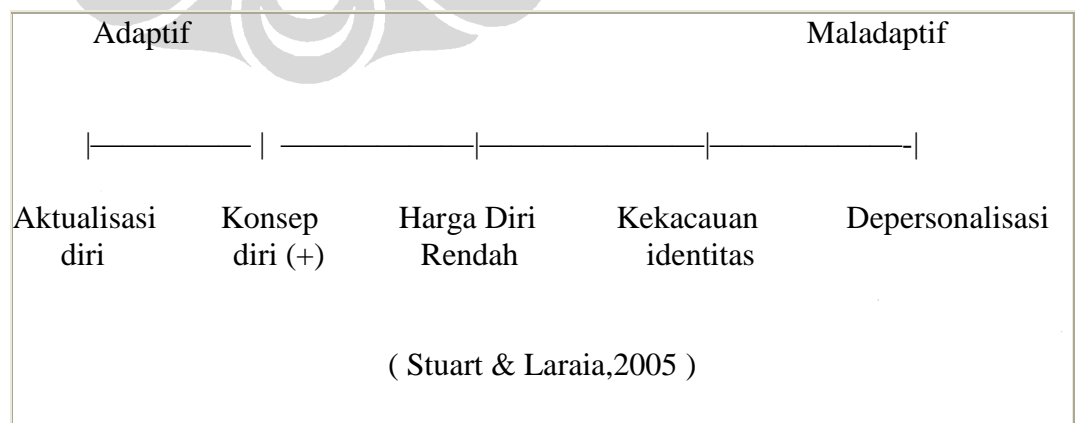 Adaptif Maladaptif
|—————— | ———————|————————|———————-|
Aktualisasi Konsep Harga Diri Kekacauan Depersonalisasi
diri diri (+) Rendah identitas
( Stuart & Laraia,2005 )